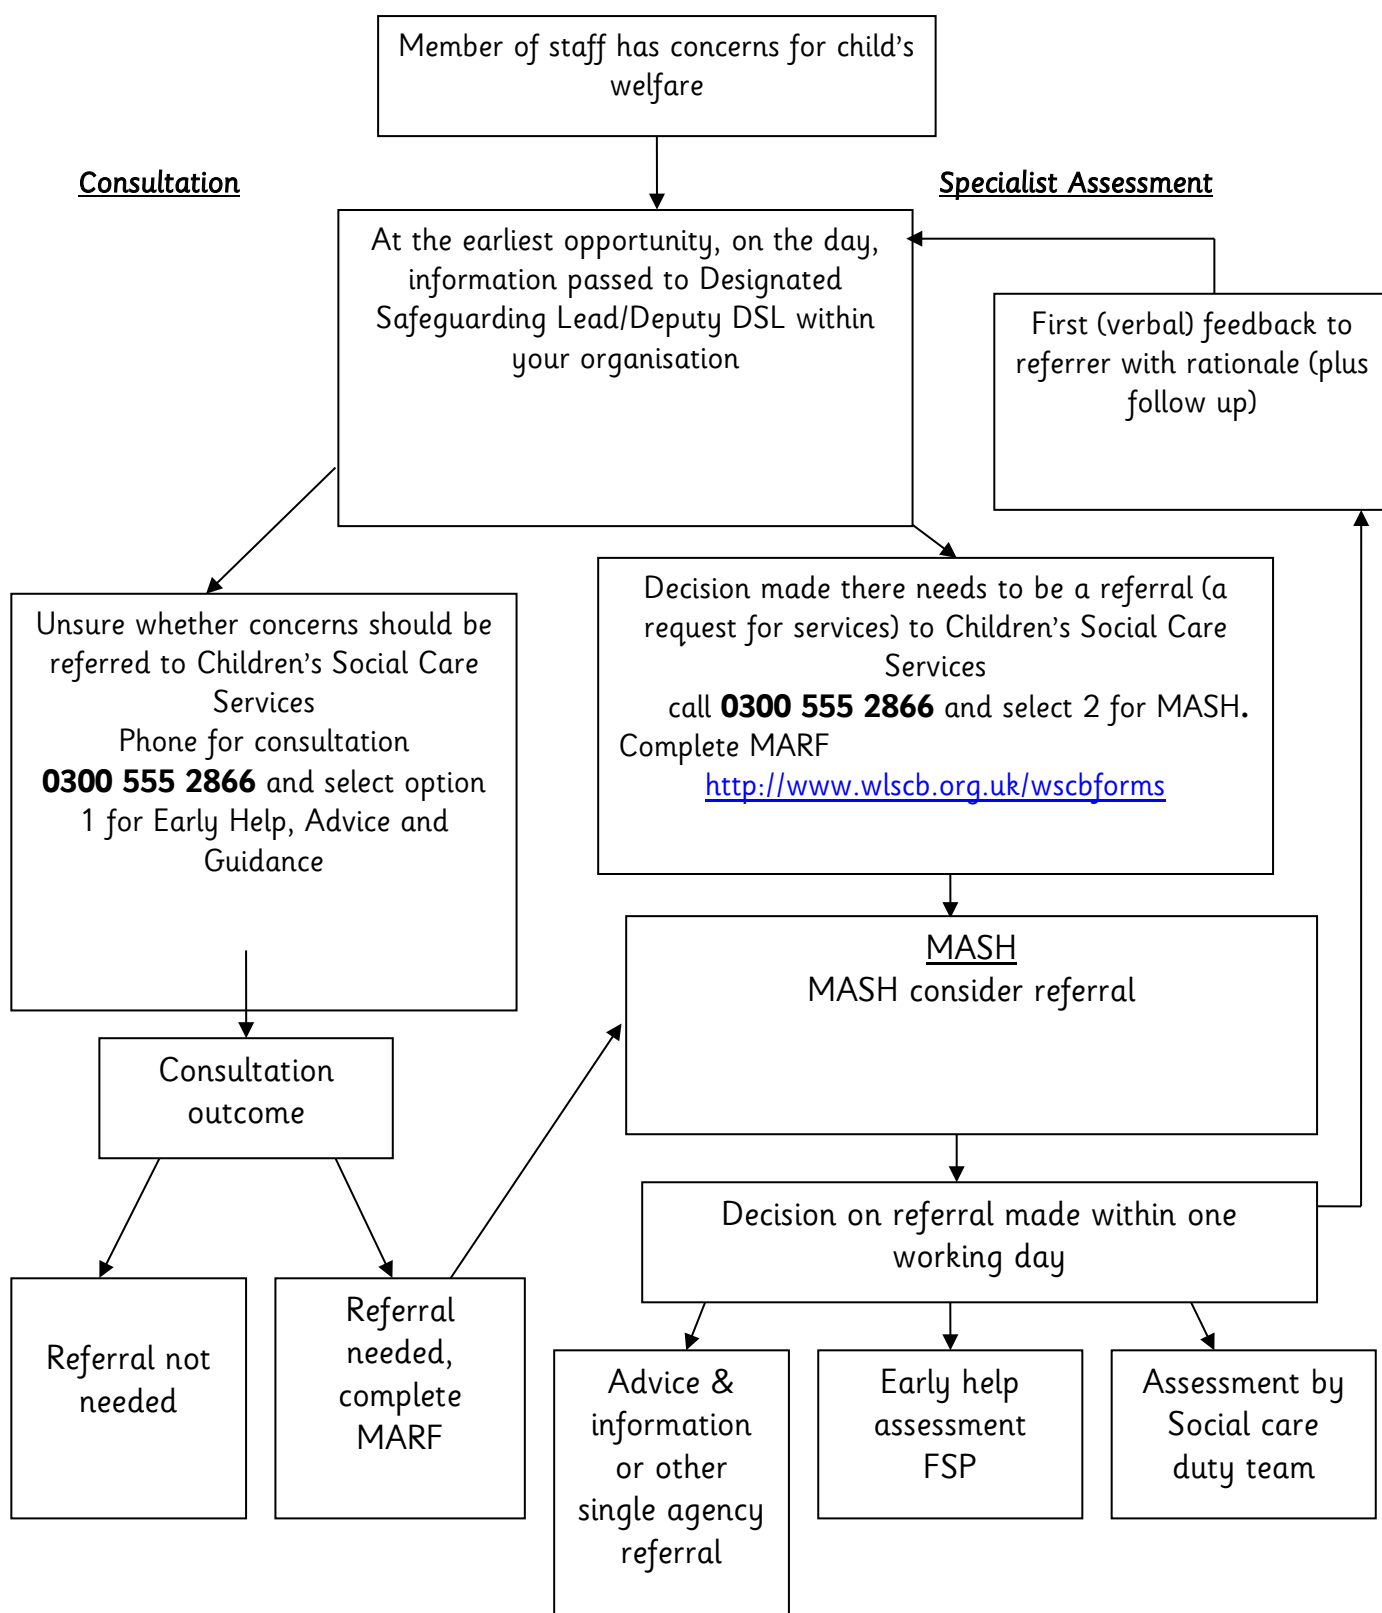 Member of staff has concerns for child's
welfare
Consultation
Specialist Assessment
At the earliest opportunity, on the day,
information passed to Designated
Safeguarding Lead/Deputy DSL within
your organisation
First (verbal) feedback to
referrer with rationale (plus
follow up)
Unsure whether concerns should be
referred to Children's Social Care
Services
Phone for consultation
0300 555 2866 and select option
1 for Early Help, Advice and
Guidance
Decision made there needs to be a referral (a
request for services) to Children's Social Care
Services
call 0300 555 2866 and select 2 for MASH.
Complete MARF
http://www.wlscb.org.uk/wscbforms
MASH
MASH consider referral
Consultation
outcome
Decision on referral made within one
working day
Referral not
needed
Referral
needed,
complete
MARF
Advice &
information
or other
single agency
referral
Early help
assessment
FSP
Assessment by
Social care
duty team